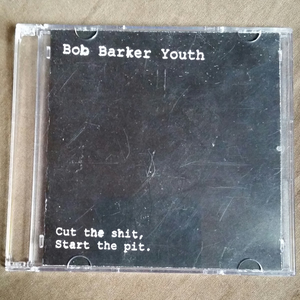 Bob Barker Youth
Cut the shit,
Start the pit.